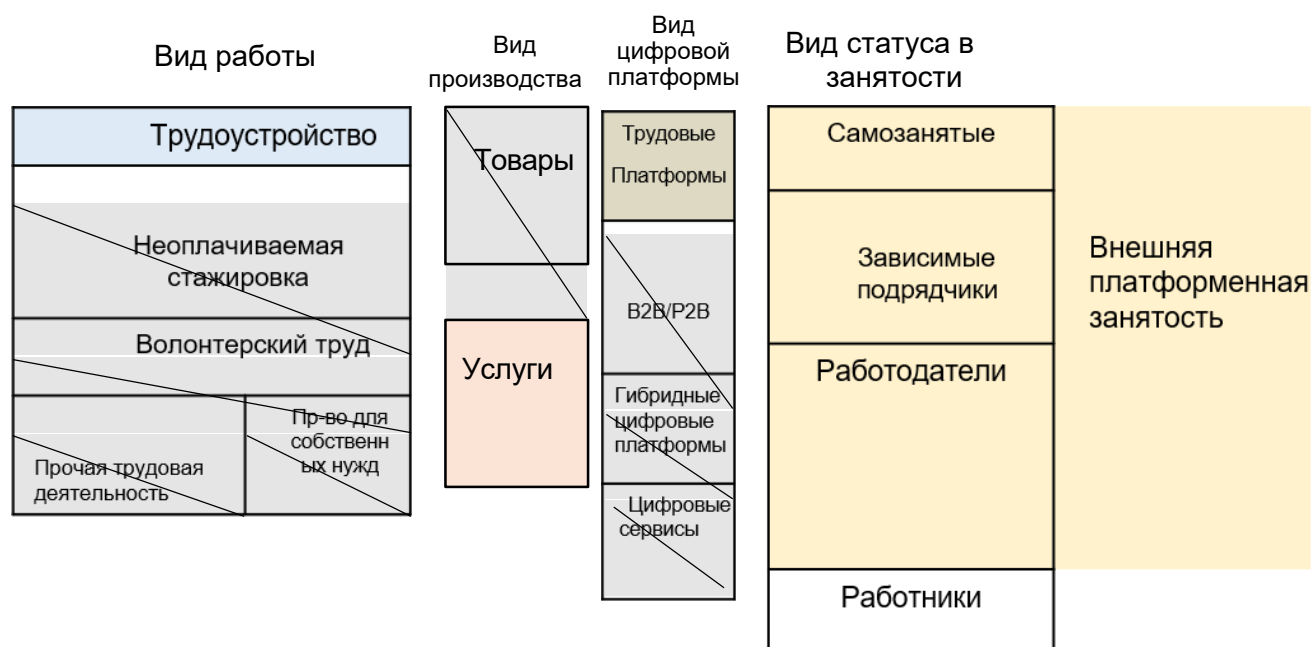 Вид работы
Вид
производства
Вид
цифровой
платформы
Вид статуса в
занятости
Трудоустройство
Неоплачиваемая
стажировка
Волонтерский труд
Прочая трудовая
деятельность
Пр-во для
собственн
ых нужд
Товары
Услуги
Трудовые
Платформы
B2B/P2B
Гибридные
цифровые
платформы
Цифровые
сервисы
Самозанятые
Зависимые
подрядчики
Работодатели
Работники
Внешняя
платформенная
занятость